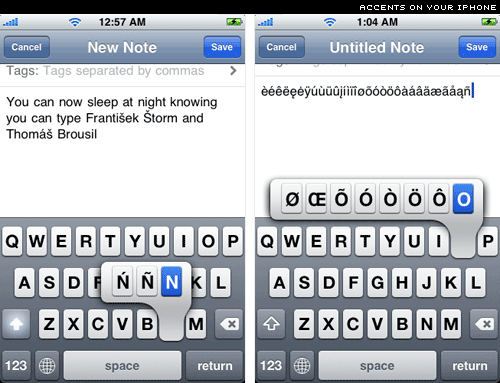 ACCENTS ON YOUR IPHONE
12:57 AM
Cancel New Note Save
Tags: Tags separated by commas
You can now sleep at night knowing
you can type František Štorm and
Thomáš Brousil
Q W E R T Y U I O P
A S D F K L
Ń Ñ N
Z X C V B M
123 space return
1:04 AM
Cancel Untitled Note Save
Ø Œ Õ Ó Ò Ö Ô O
Q W E R T Y U I P
A S D F G H J K L
Z X C V B N M
123 space return